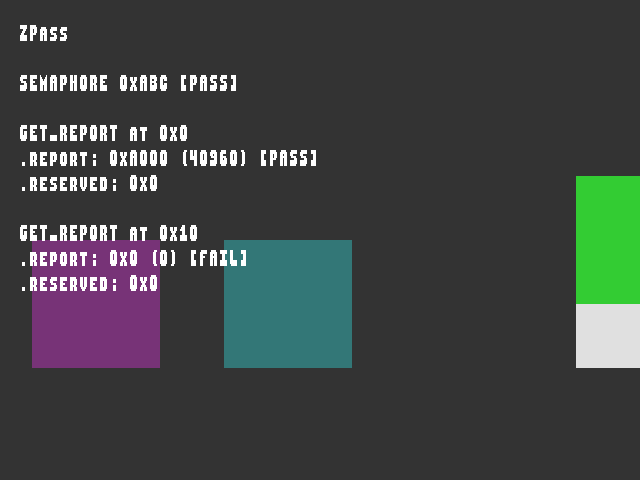 ZPass
SEMAPHORE 0xABC [PASS]
GET_REPORT at 0x0
.report: 0xA000 (40960) [PASS]
.reserved: 0x0
GET_REPORT at 0x10
.report: 0x0 (0) [FAIL]
.reserved: 0x0